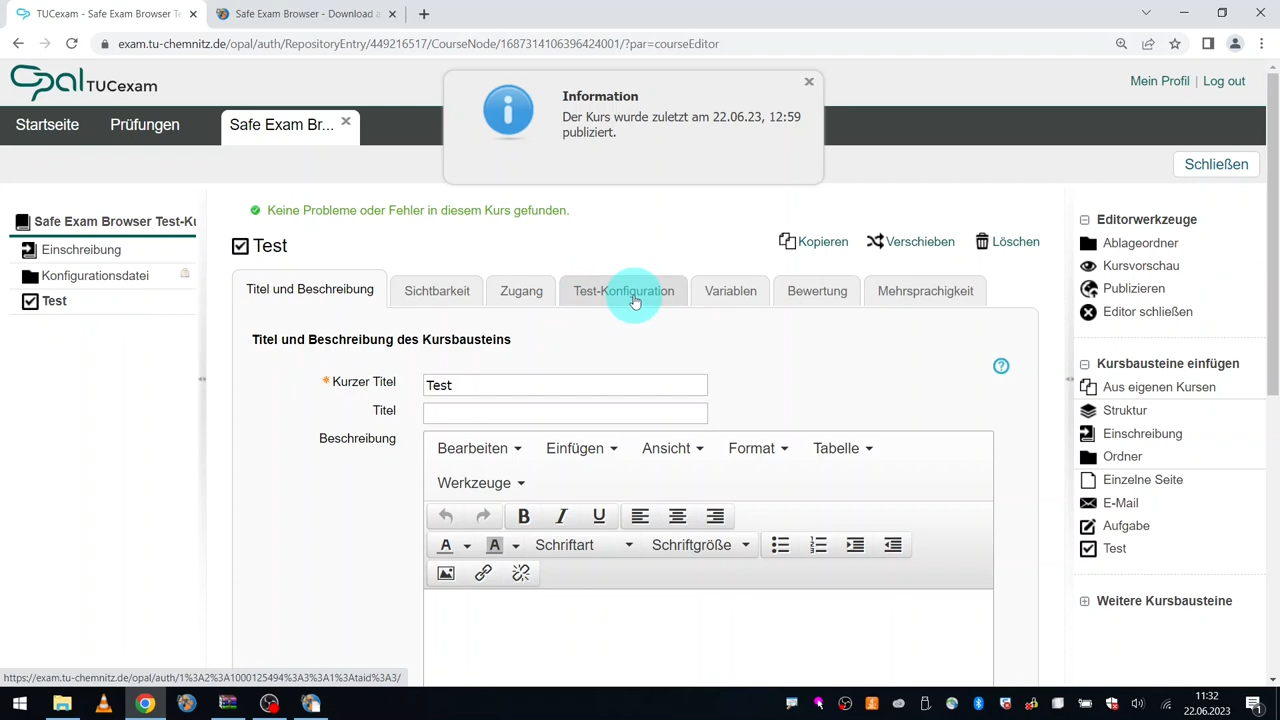 TUCexam - Safe Exam Browser T
Safe Exam Browser - Download a
exam.tu-chemnitz.de/opal/auth/RepositoryEntry/449216517/CourseNode/1687314106396424001/?par=courseEditor
Opal TUCexam
Mein Profil | Log out
Startseite
Prüfungen
Safe Exam Br...
Information
Der Kurs wurde zuletzt am 22.06.23, 12:59
publiziert.
Schließen
Safe Exam Browser Test-Ku
Einschreibung
Konfigurationsdatei
Test
Keine Probleme oder Fehler in diesem Kurs gefunden.
Test
Kopieren
Verschieben
Löschen
Titel und Beschreibung
Sichtbarkeit
Zugang
Test-Konfiguration
Variablen
Bewertung
Mehrsprachigkeit
Titel und Beschreibung des Kursbausteins
* Kurzer Titel
Test
Titel
Beschreibung
Bearbeiten
Einfügen
Ansicht
Format
Tabelle
Werkzeuge
B I U
A A Schriftart Schriftgröße
Editorwerkzeuge
Ablageordner
Kursvorschau
Publizieren
Editor schließen
Kursbausteine einfügen
Aus eigenen Kursen
Struktur
Einschreibung
Ordner
Einzelne Seite
E-Mail
Aufgabe
Test
Weitere Kursbausteine
https://exam.tu-chemnitz.de/opal/auth/1%3A2%3A1000125494%3A3%3A1%3Ataid%3A3/
11:32
22.06.2023
1